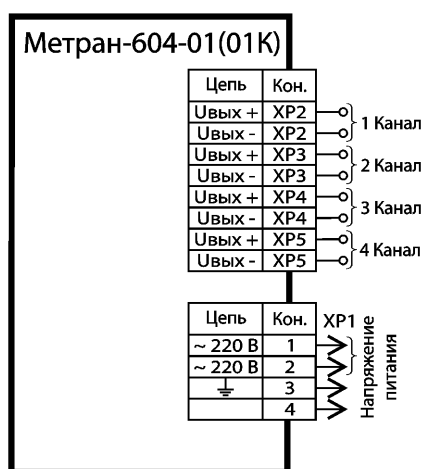 Метран-604-01(01К)
Цепь Кон.
Uвых + XP2
Uвых - XP2
1 Канал
Uвых + XP3
Uвых - XP3
2 Канал
Uвых + XP4
Uвых - XP4
3 Канал
Uвых + XP5
Uвых - XP5
4 Канал
Цепь Кон. XP1
~ 220 В 1
~ 220 В 2
3
4
Напряжение
питания